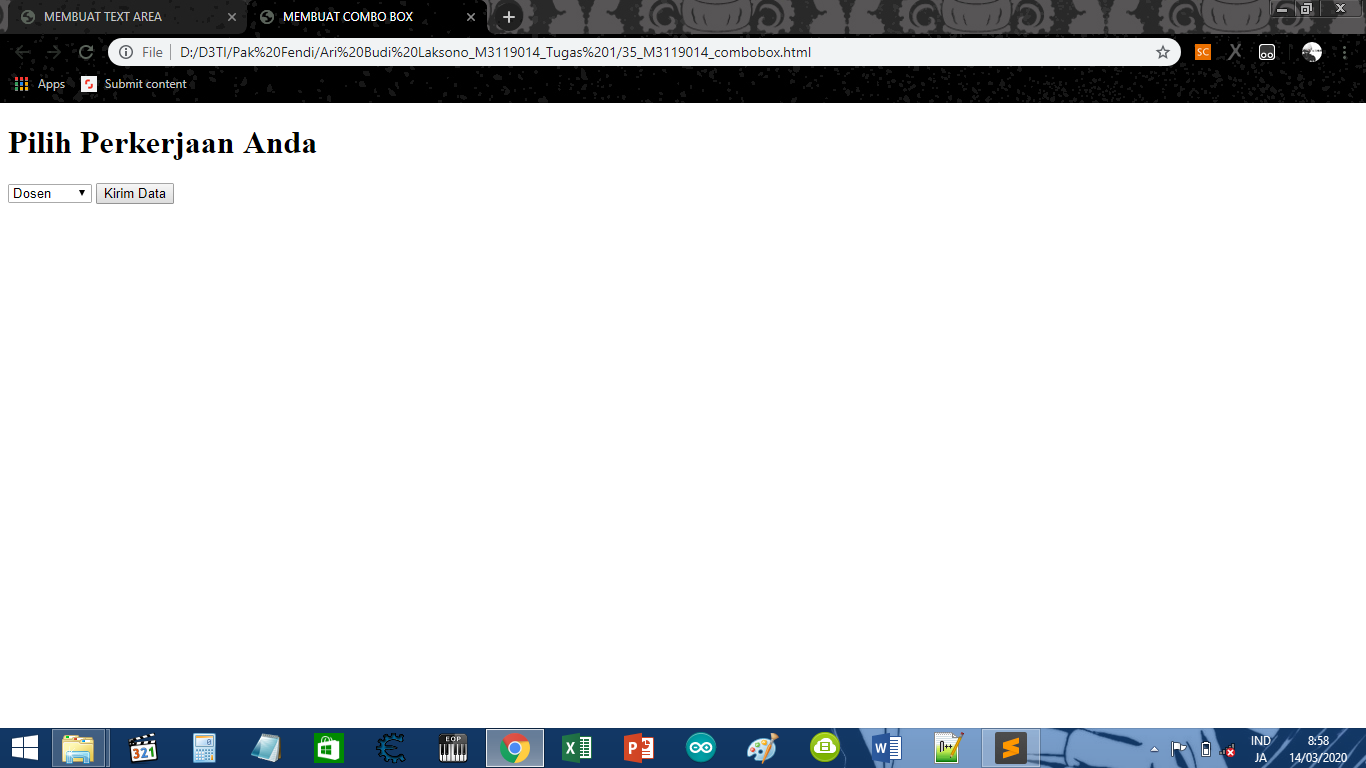 MEMBUAT TEXT AREA
MEMBUAT COMBO BOX
File
D:/D3TI/Pak%20Fendi/Ari%20Budi%20Laksono_M3119014_Tugas%201/35_M3119014_combobox.html
SC
Apps
Submit content
Pilih Perkerjaan Anda
Dosen
Kirim Data
321
EOP
IND
JA
8:58
14/03/2020